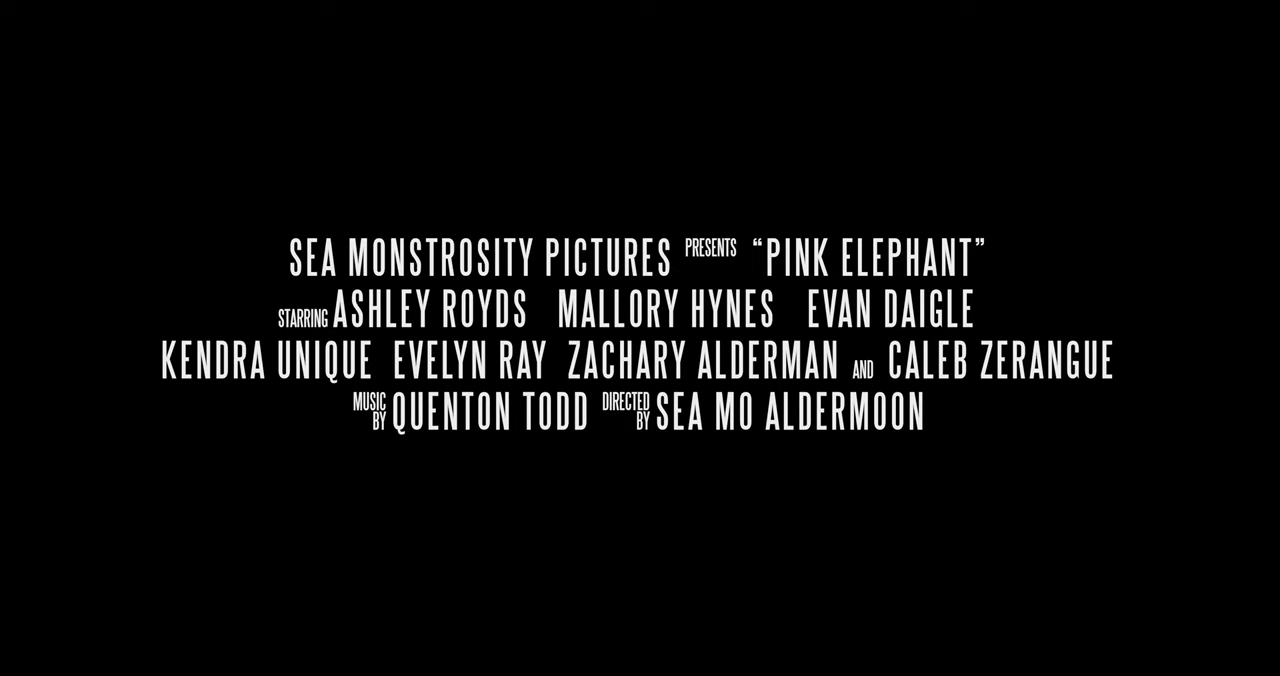 SEA MONSTROSITY PICTURES PRESENTS “PINK ELEPHANT”
STARRING ASHLEY ROYDS MALLORY HYNES EVAN DAIGLE
KENDRA UNIQUE EVELYN RAY ZACHARY ALDERMAN AND CALEB ZERANGUE
MUSIC BY QUENTON TODD DIRECTED BY SEA MO ALDERMOON